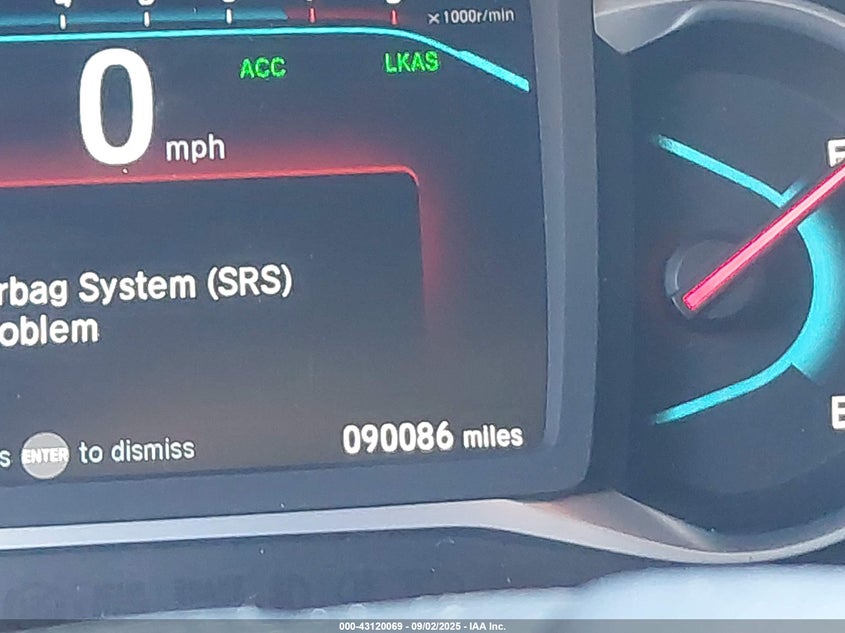 x1000r/min
ACC LKAS
0 mph
rbag System (SRS)
oblem
s ENTER to dismiss
090086 miles
000-43120069 - 09/02/2025 - IAA Inc.